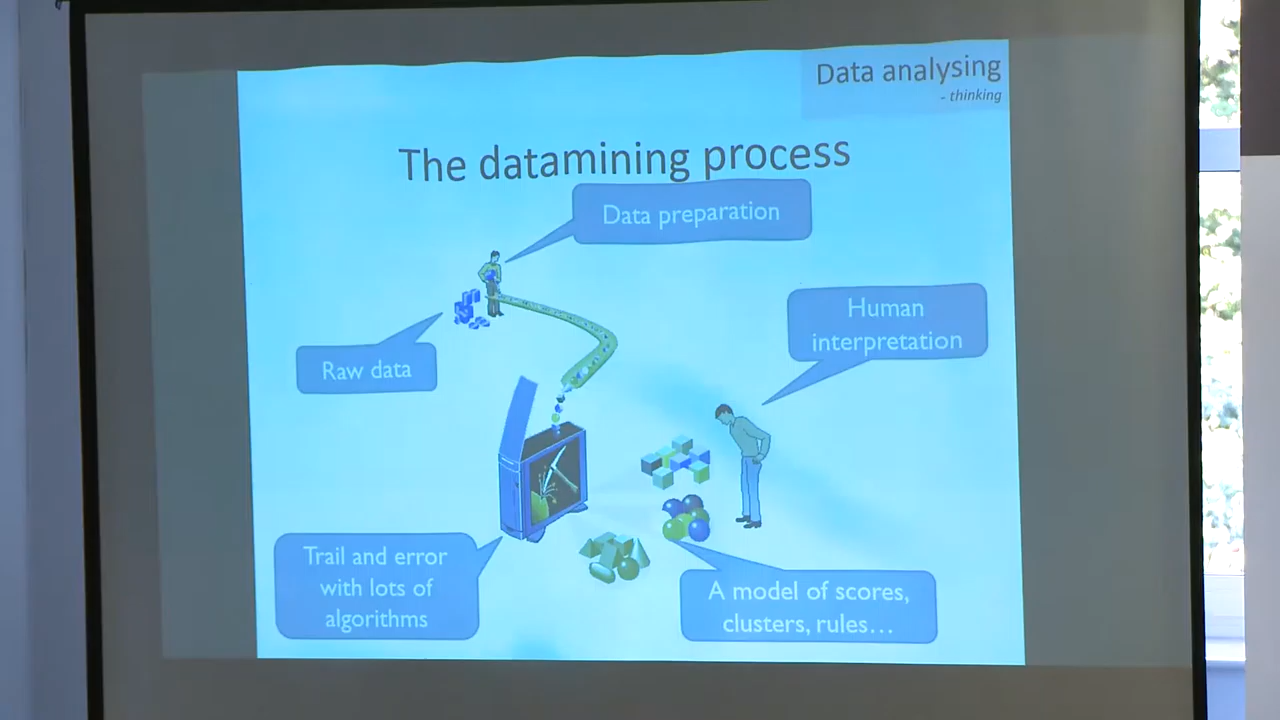 Data analysing
- thinking
The datamining process
Data preparation
Human
interpretation
Raw data
Trail and error
with lots of
algorithms
A model of scores,
clusters, rules...